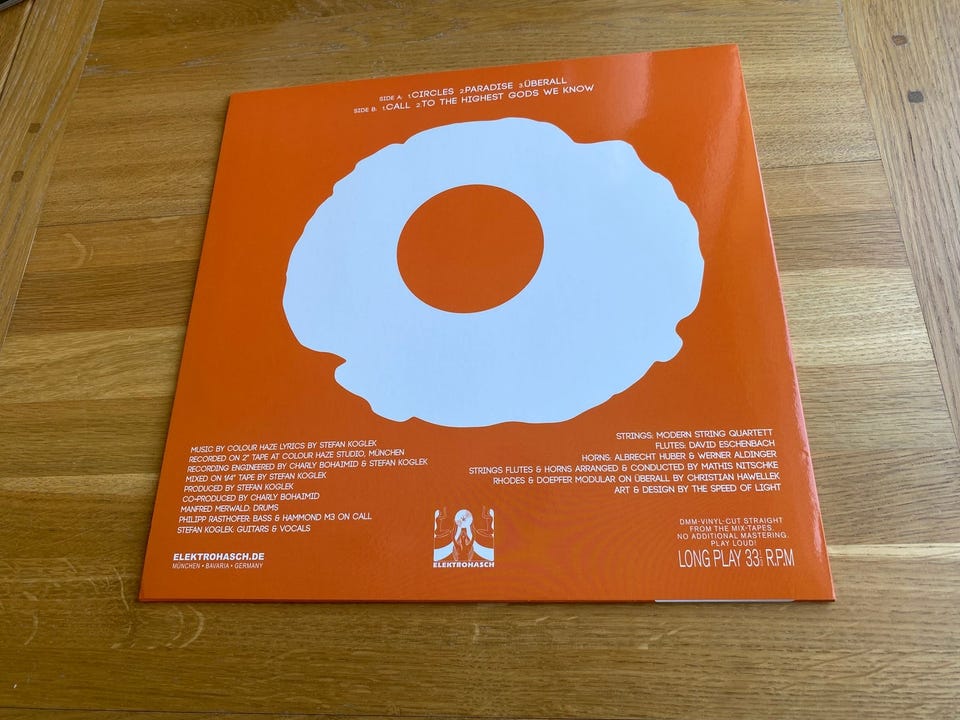 SIDE A: 1.CIRCLES 2.PARADISE 3.ÜBERALL
SIDE B: 1.CALL 2.TO THE HIGHEST GODS WE KNOW
MUSIC BY COLOUR HAZE LYRICS BY STEFAN KOGLEK
RECORDED ON 2" TAPE AT COLOUR HAZE STUDIO, MÜNCHEN
RECORDING ENGINEERED BY CHARLY BOHAIMID & STEFAN KOGLEK
MIXED ON 1/4" TAPE BY STEFAN KOGLEK
PRODUCED BY STEFAN KOGLEK
CO-PRODUCED BY CHARLY BOHAIMID
MANFRED MERWALD: DRUMS
PHILIPP RASTHOFER: BASS & HAMMOND M3 ON CALL
STEFAN KOGLEK: GUITARS & VOCALS
ELEKTROHASCH.DE
MÜNCHEN • BAVARIA • GERMANY
ELEKTROHASCH
STRINGS: MODERN STRING QUARTETT
FLUTES: DAVID ESCHENBACH
HORNS: ALBRECHT HUBER & WERNER ALDINGER
STRINGS FLUTES & HORNS ARRANGED & CONDUCTED BY MATHIS NITSCHKE
RHODES & DOEPFER MODULAR ON ÜBERALL BY CHRISTIAN HAWELLEK
ART & DESIGN BY THE SPEED OF LIGHT
DMM-VINYL-CUT STRAIGHT
FROM THE MIX-TAPES.
NO ADDITIONAL MASTERING.
PLAY LOUD!
LONG PLAY 33 1/3 R.P.M